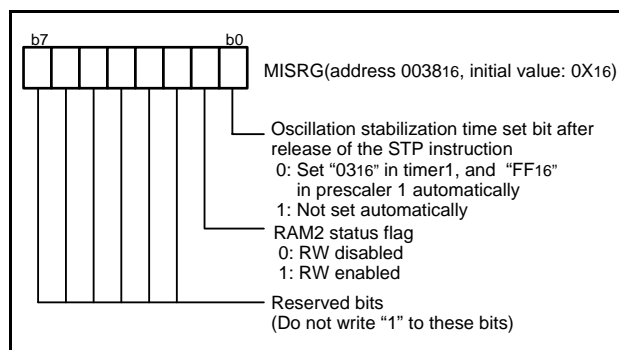 b7 b0
MISRG(address 003816, initial value: 0X16)
Oscillation stabilization time set bit after
release of the STP instruction
0: Set “0316” in timer1, and “FF16”
in prescaler 1 automatically
1: Not set automatically
RAM2 status flag
0: RW disabled
1: RW enabled
Reserved bits
(Do not write “1” to these bits)